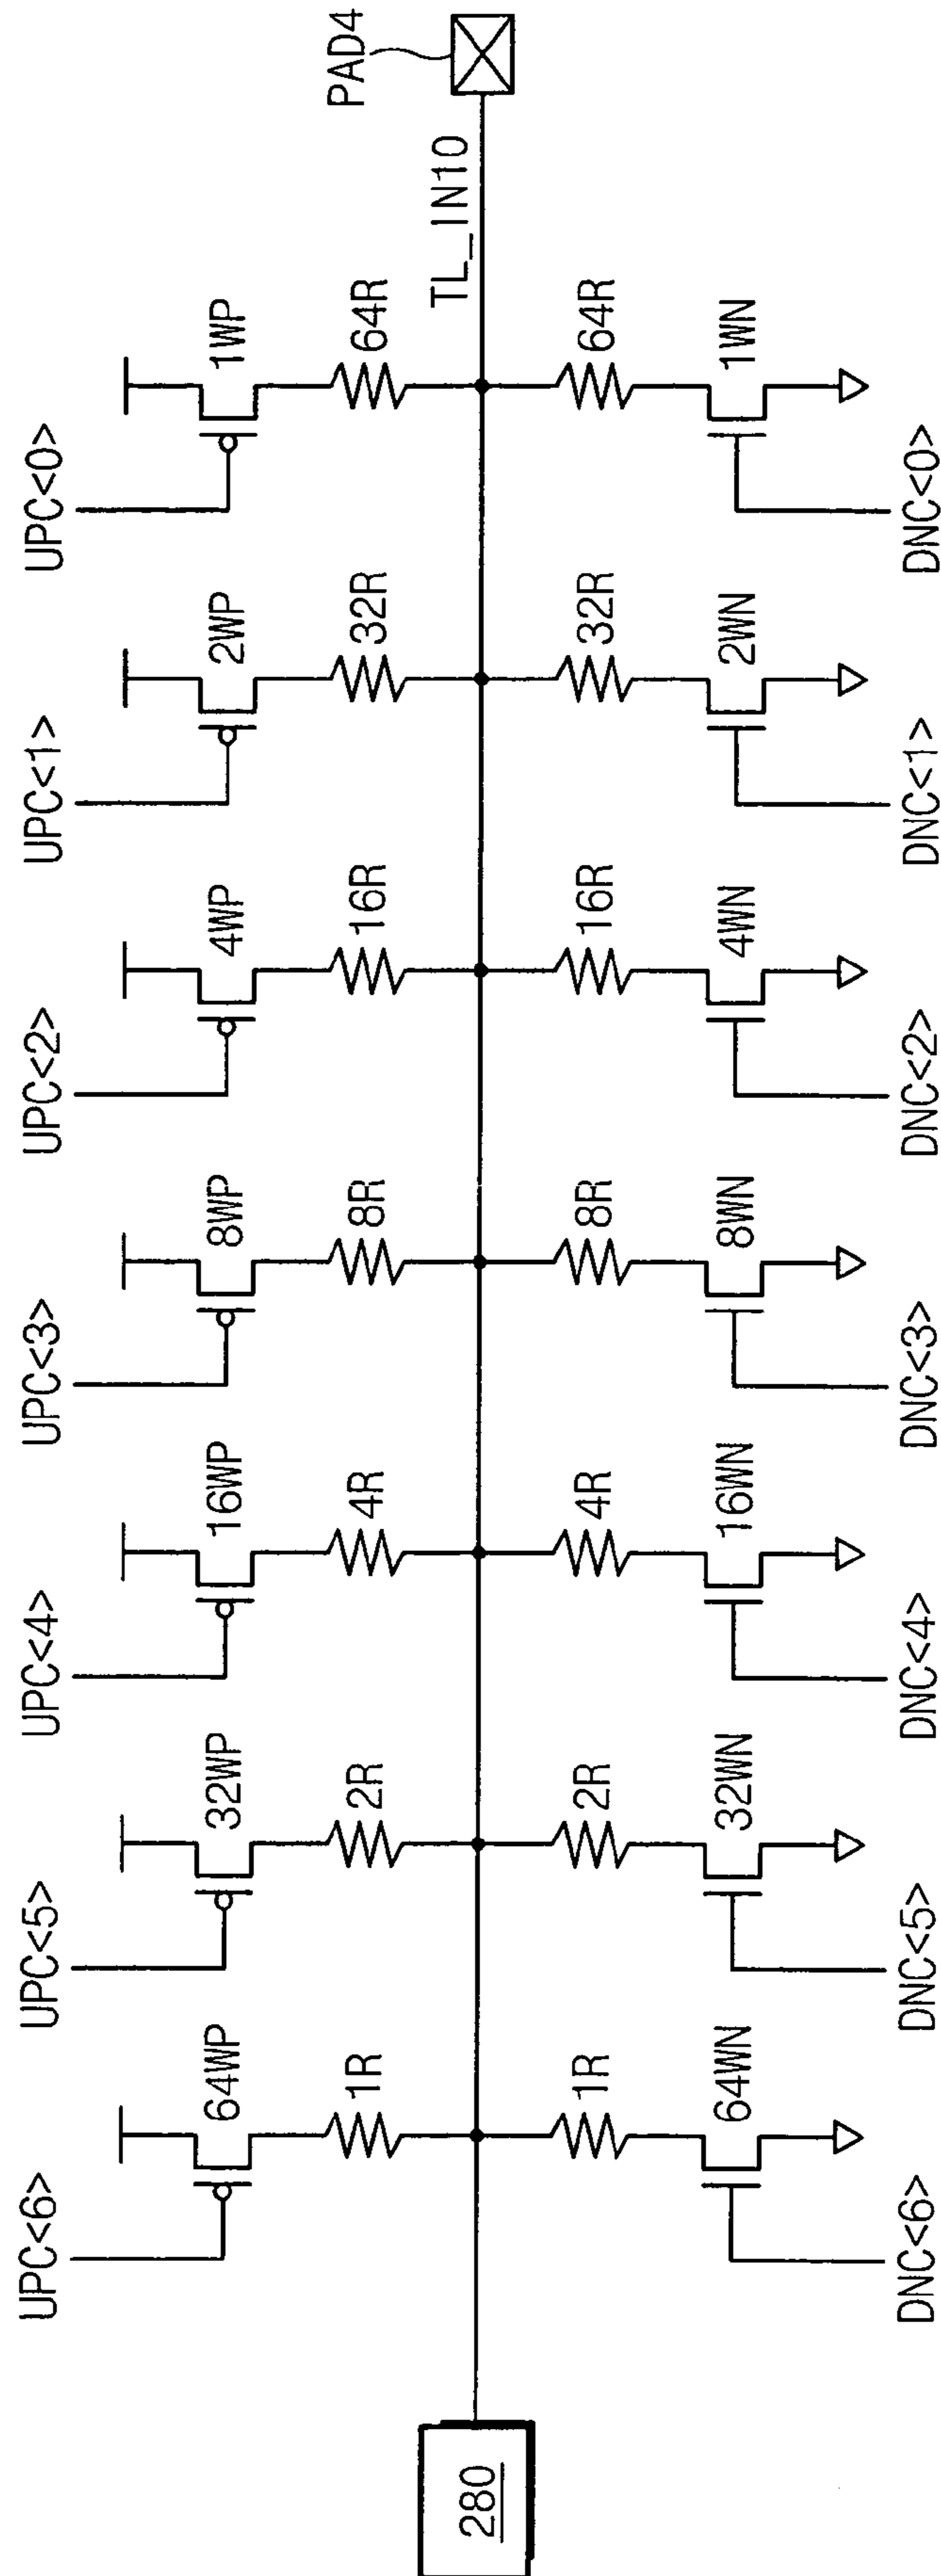 UPC<6> UPC<5> UPC<4> UPC<3> UPC<2> UPC<1> UPC<0>
64WP 32WP 16WP 8WP 4WP 2WP 1WP
1R 2R 4R 8R 16R 32R 64R
PAD4
TL_IN10
280
1R 2R 4R 8R 16R 32R 64R
64WN 32WN 16WN 8WN 4WN 2WN 1WN
DNC<6> DNC<5> DNC<4> DNC<3> DNC<2> DNC<1> DNC<0>